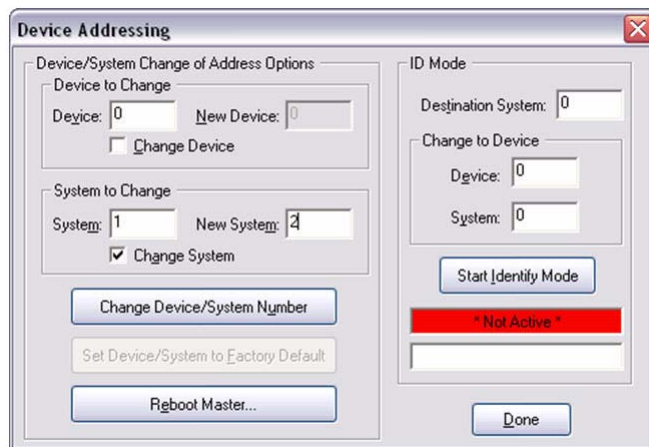 Device Addressing
Device/System Change of Address Options
Device to Change
Device: 0 New Device: 0
Change Device
System to Change
System: 1 New System: 2
Change System
Change Device/System Number
Set Device/System to Factory Default
Reboot Master...
ID Mode
Destination System: 0
Change to Device
Device: 0
System: 0
Start Identify Mode
* Not Active *
Done